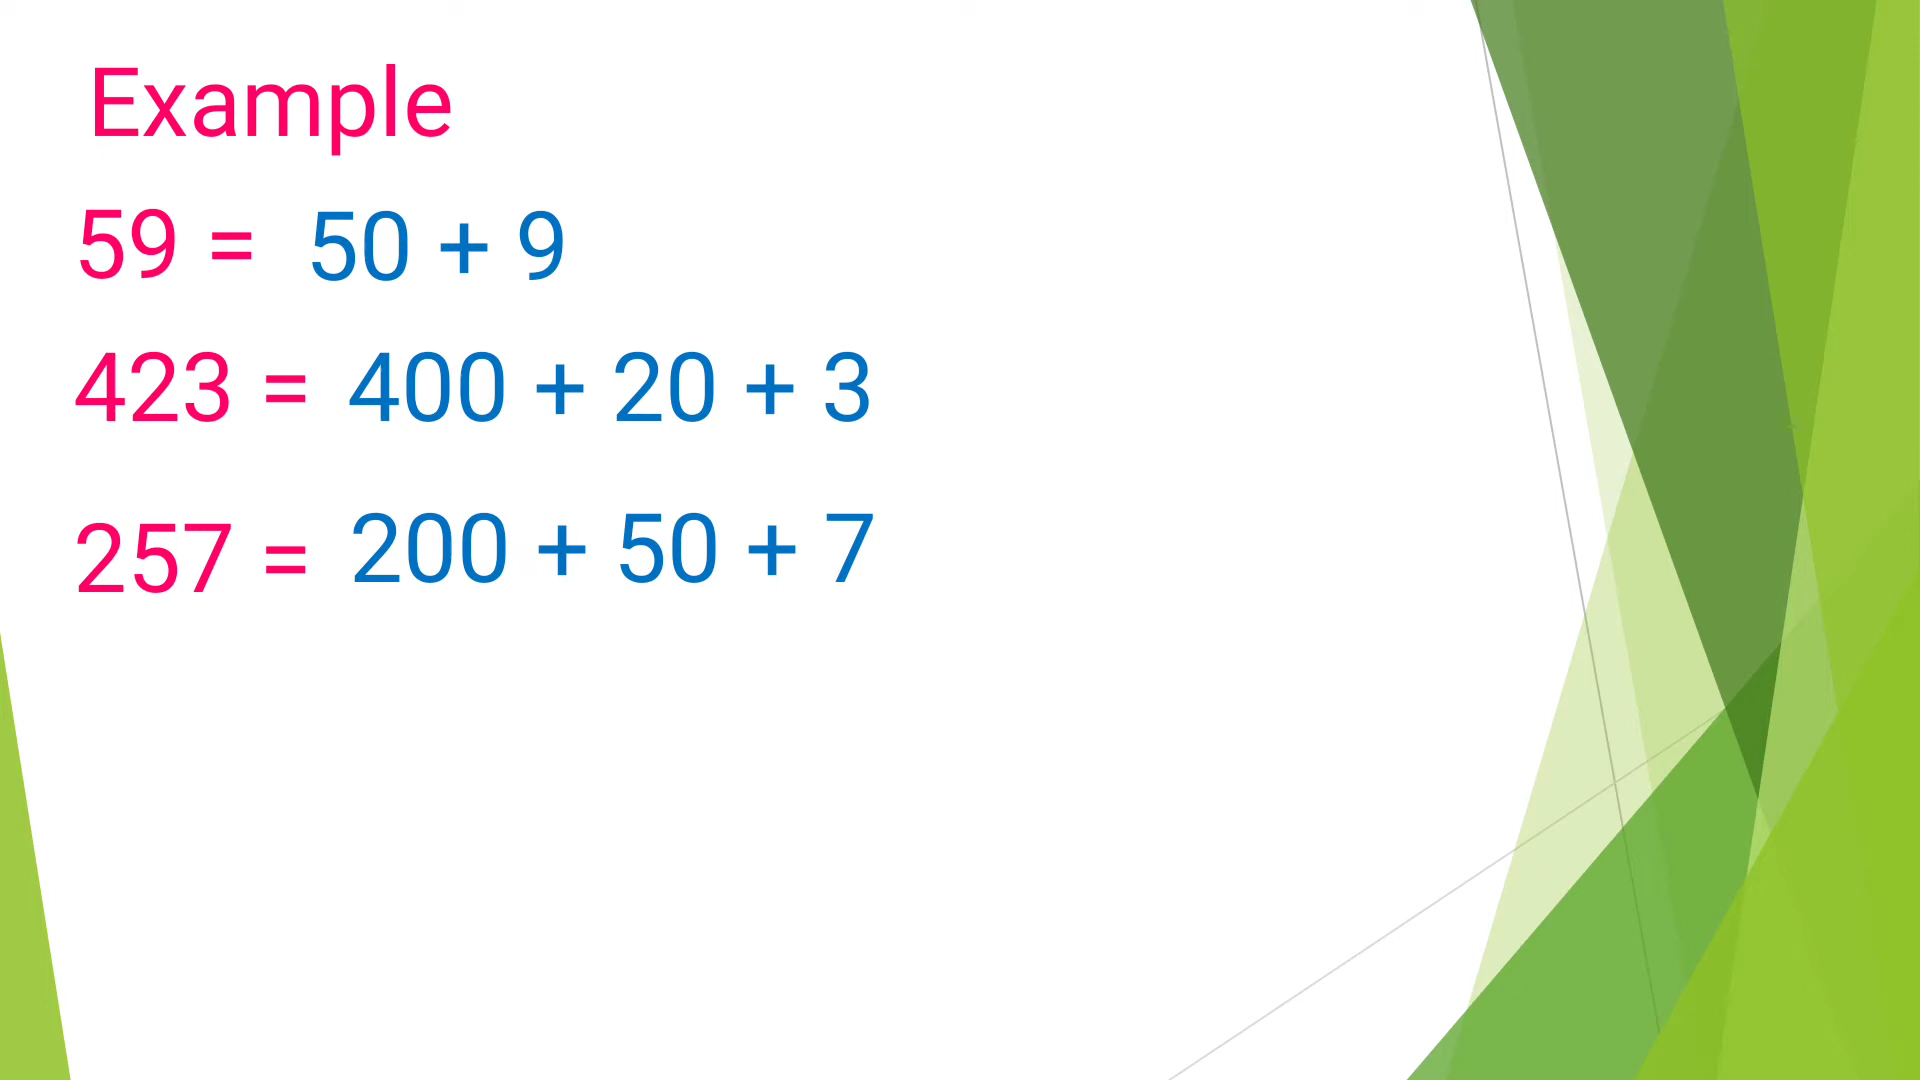 Example
59 = 50 + 9
423 = 400 + 20 + 3
257 = 200 + 50 + 7